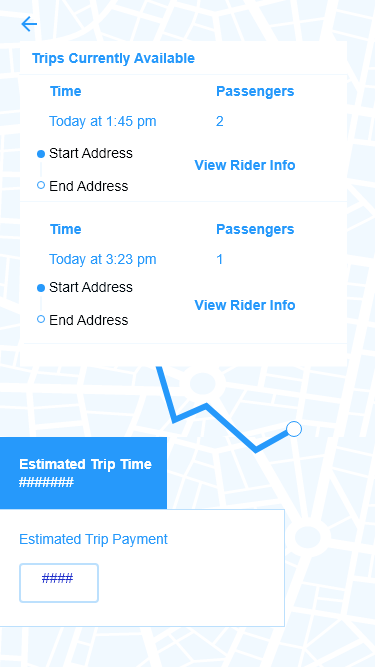 Trips Currently Available
Time Passengers
Today at 1:45 pm 2
Start Address
View Rider Info
End Address
Time Passengers
Today at 3:23 pm 1
Start Address
View Rider Info
End Address
Estimated Trip Time
#######
Estimated Trip Payment
####